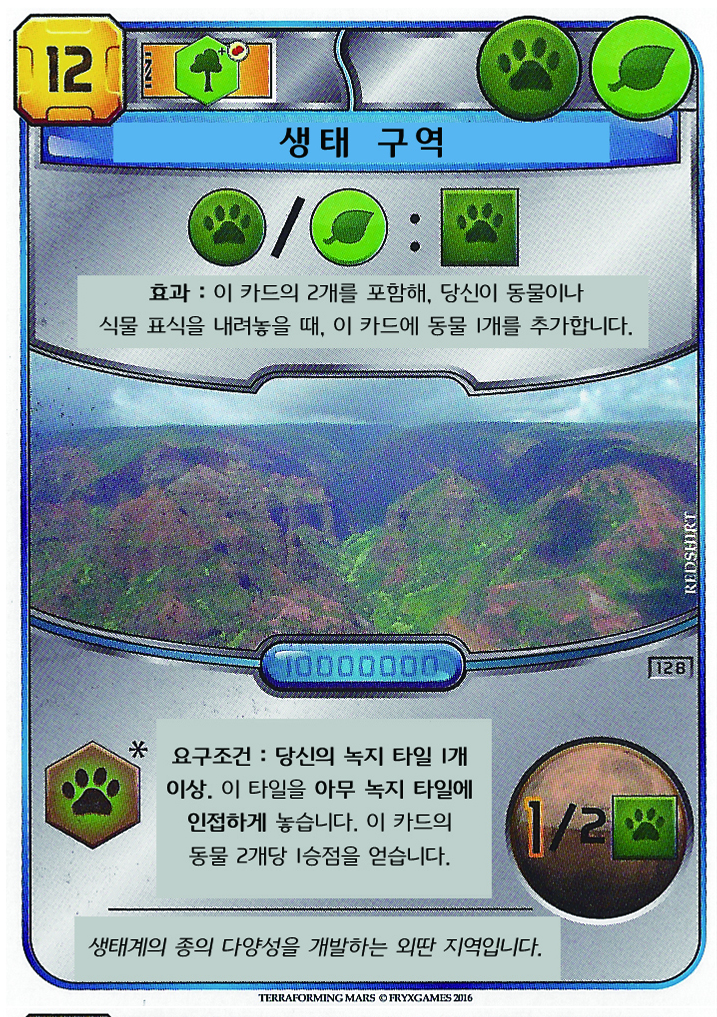 12
생태 구역
/ :
효과 : 이 카드의 2개를 포함해, 당신이 동물이나
식물 표식을 내려놓을 때, 이 카드에 동물 1개를 추가합니다.
REDSHIRT
10000000
128
*
요구조건 : 당신의 녹지 타일 1개
이상. 이 타일을 아무 녹지 타일에
인접하게 놓습니다. 이 카드의
동물 2개당 1승점을 얻습니다.
1/2
생태계의 종의 다양성을 개발하는 외딴 지역입니다.
TERRAFORMING MARS © FRYXGAMES 2016